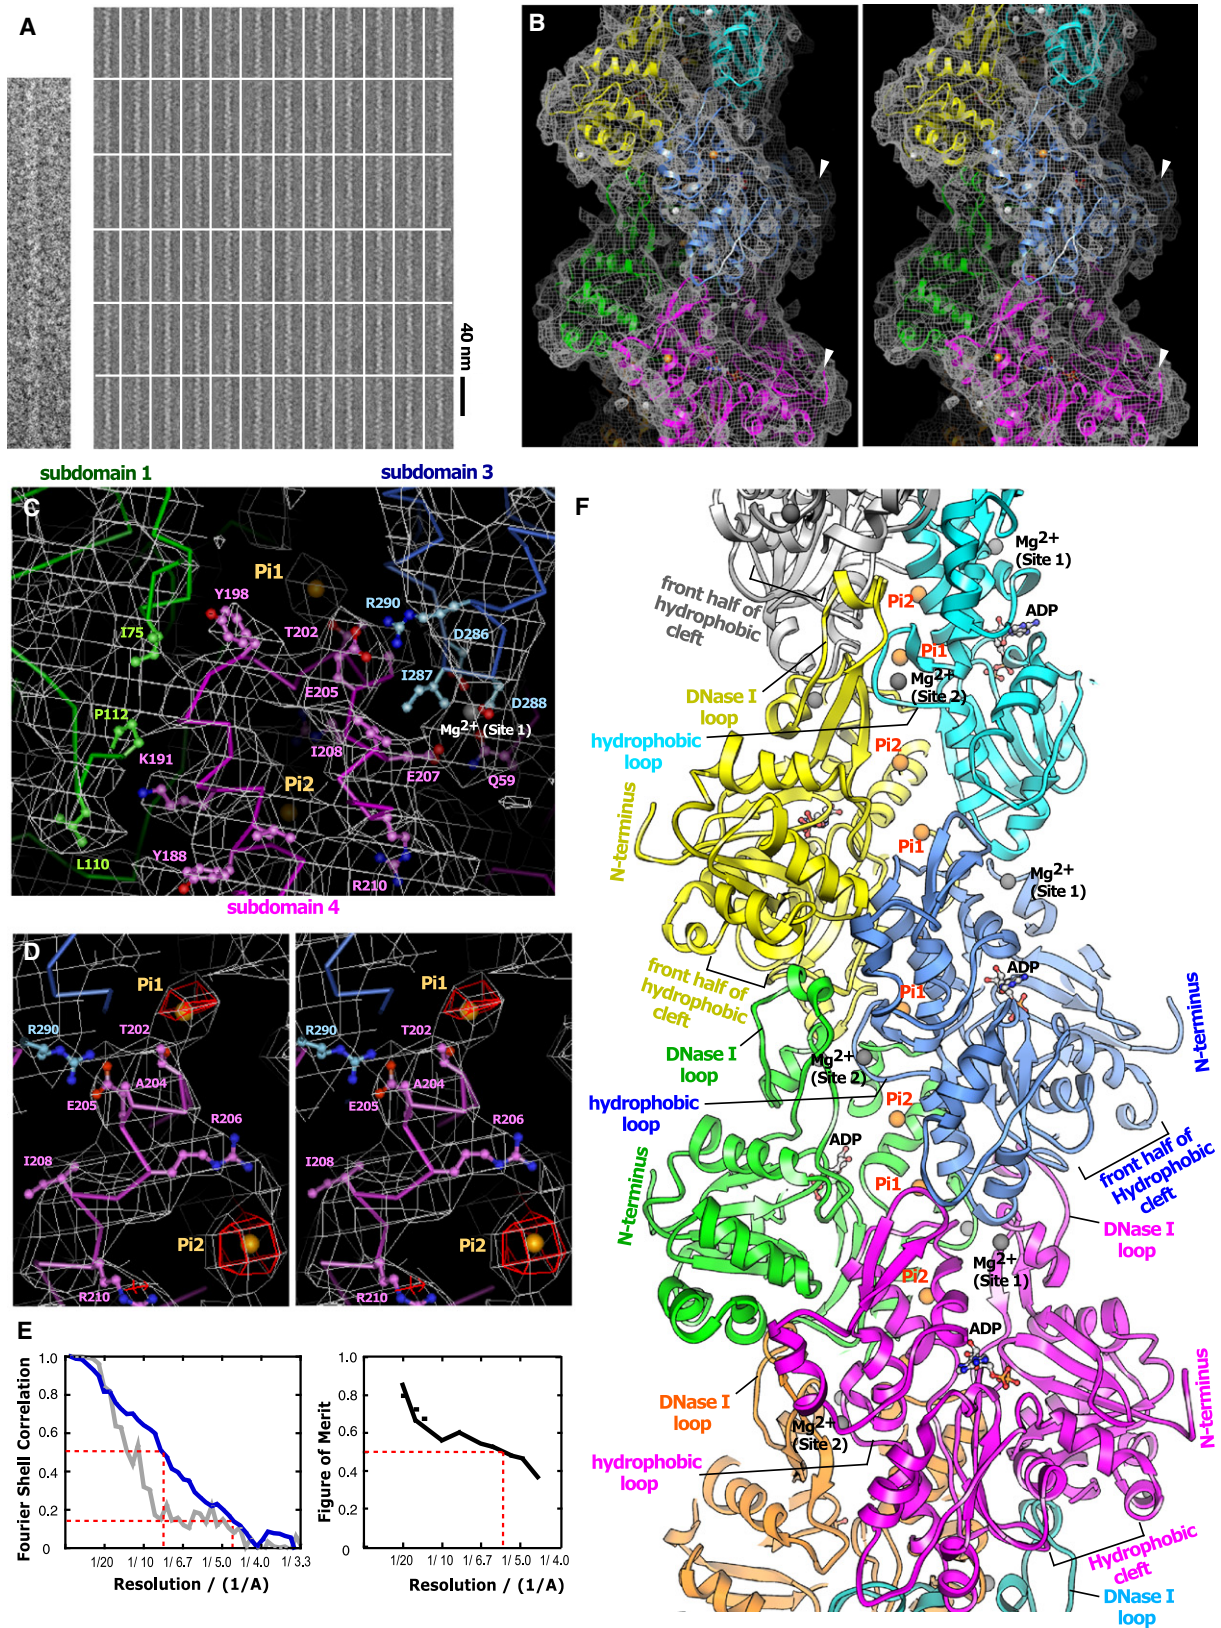 A
40 nm
B
subdomain 1
subdomain 3
C
Pi1
Y198
R290
T202
D286
I75
I287
E205
D288
P112
Mg2+ (Site 1)
K191
I208
E207
Q59
Pi2
Y188
L110
R210
subdomain 4
D
Pi1
R290
T202
A204
E205
R206
I208
Pi2
R210
Pi1
R290
T202
A204
E205
R206
I208
Pi2
R210
E
1.0
0.8
0.6
0.4
0.2
0
Fourier Shell Correlation
1/20
1/ 10
1/ 6.7
1/ 5.0
1/ 4.0
1/ 3.3
Resolution / (1/A)
1.0
0.8
0.6
0.4
0.2
0
Figure of Merit
1/20
1/ 10
1/ 6.7
1/ 5.0
1/ 4.0
Resolution / (1/A)
F
Mg2+
(Site 1)
front half of
hydrophobic
cleft
Pi2
ADP
Pi1
Mg2+
(Site 2)
DNase I
loop
hydrophobic
loop
Pi2
N-terminus
Pi1
Mg2+
(Site 1)
front half of
hydrophobic
cleft
ADP
Pi1
N-terminus
DNase I
loop
Mg2+
(Site 2)
hydrophobic
loop
Pi2
ADP
N-terminus
front half of
Hydrophobic
cleft
Pi1
DNase I
loop
Mg2+
(Site 1)
Pi2
ADP
N-terminus
DNase I
loop
Mg2+
(Site 2)
hydrophobic
loop
Hydrophobic
cleft
DNase I
loop